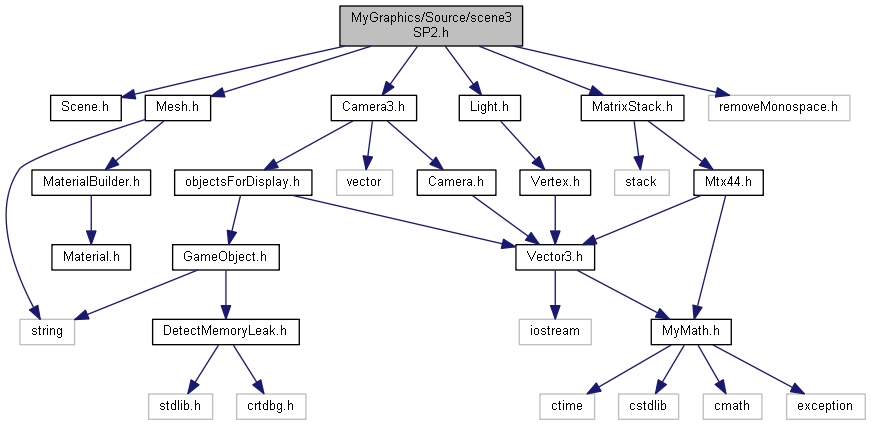 MyGraphics/Source/scene3
SP2.h
Scene.h
Mesh.h
Camera3.h
Light.h
MatrixStack.h
removeMonospace.h
MaterialBuilder.h
objectsForDisplay.h
vector
Camera.h
Vertex.h
stack
Mtx44.h
Material.h
GameObject.h
Vector3.h
string
DetectMemoryLeak.h
iostream
MyMath.h
stdlib.h
crtdbg.h
ctime
cstdlib
cmath
exception